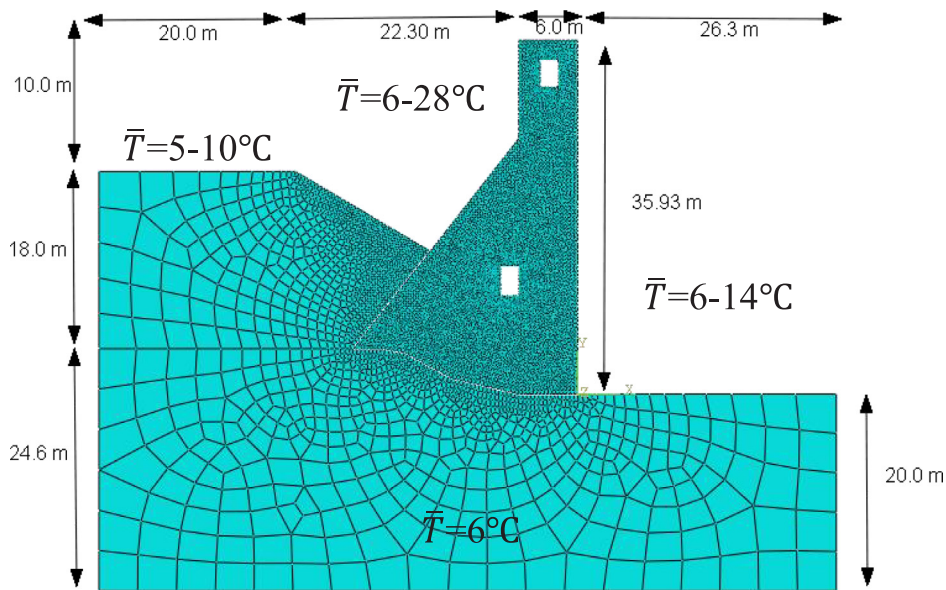 20.0 m
22.30 m
6.0 m
26.3 m
10.0 m
T̅=6-28°C
T̅=5-10°C
35.93 m
18.0 m
T̅=6-14°C
Y
Z
X
24.6 m
20.0 m
T̅=6°C